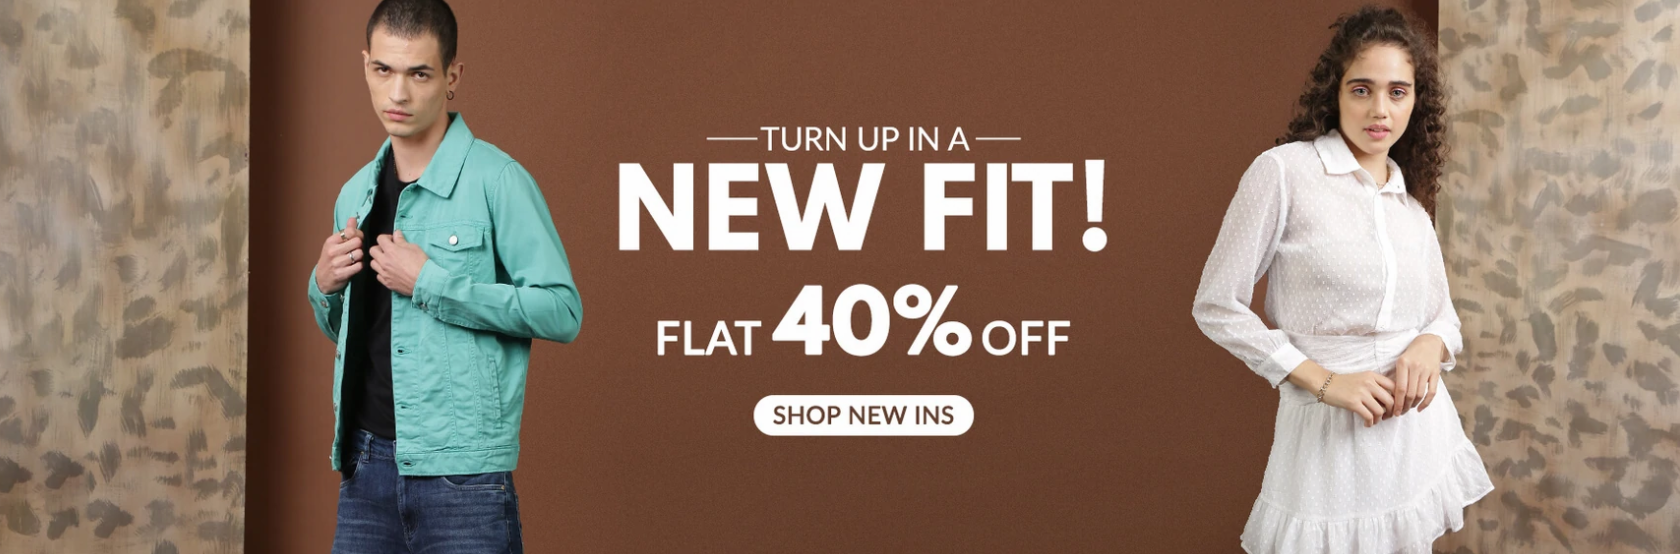 TURN UP IN A
NEW FIT!
FLAT 40% OFF
SHOP NEW INS